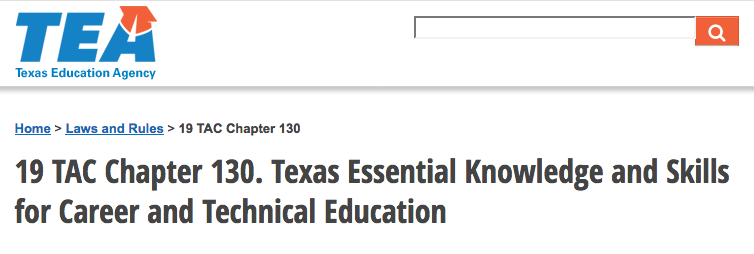 TEA
Texas Education Agency
Home > Laws and Rules > 19 TAC Chapter 130
19 TAC Chapter 130. Texas Essential Knowledge and Skills
for Career and Technical Education